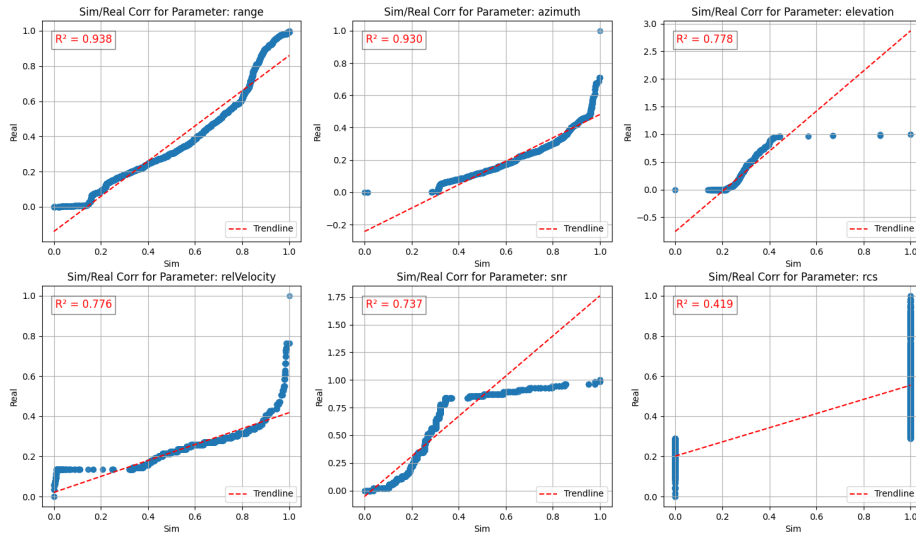 Sim/Real Corr for Parameter: range
R² = 0.938
1.0
0.8
0.6
0.4
0.2
0.0
Real
0.0 0.2 0.4 0.6 0.8 1.0
Sim
Trendline
Sim/Real Corr for Parameter: azimuth
R² = 0.930
1.0
0.8
0.6
0.4
0.2
0.0
−0.2
Real
0.0 0.2 0.4 0.6 0.8 1.0
Sim
Trendline
Sim/Real Corr for Parameter: elevation
R² = 0.778
3.0
2.5
2.0
1.5
1.0
0.5
0.0
−0.5
Real
0.0 0.2 0.4 0.6 0.8 1.0
Sim
Trendline
Sim/Real Corr for Parameter: relVelocity
R² = 0.776
1.0
0.8
0.6
0.4
0.2
0.0
Real
0.0 0.2 0.4 0.6 0.8 1.0
Sim
Trendline
Sim/Real Corr for Parameter: snr
R² = 0.737
1.75
1.50
1.25
1.00
0.75
0.50
0.25
0.00
Real
0.0 0.2 0.4 0.6 0.8 1.0
Sim
Trendline
Sim/Real Corr for Parameter: rcs
R² = 0.419
1.0
0.8
0.6
0.4
0.2
0.0
Real
0.0 0.2 0.4 0.6 0.8 1.0
Sim
Trendline